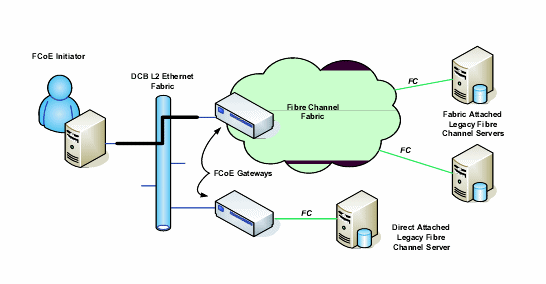 FCoE Initiator
DCB L2 Ethernet
Fabric
Fibre Channel
Fabric
FC
Fabric Attached
Legacy Fibre
Channel Servers
FC
FCoE Gateways
FC
Direct Attached
Legacy Fibre
Channel Server